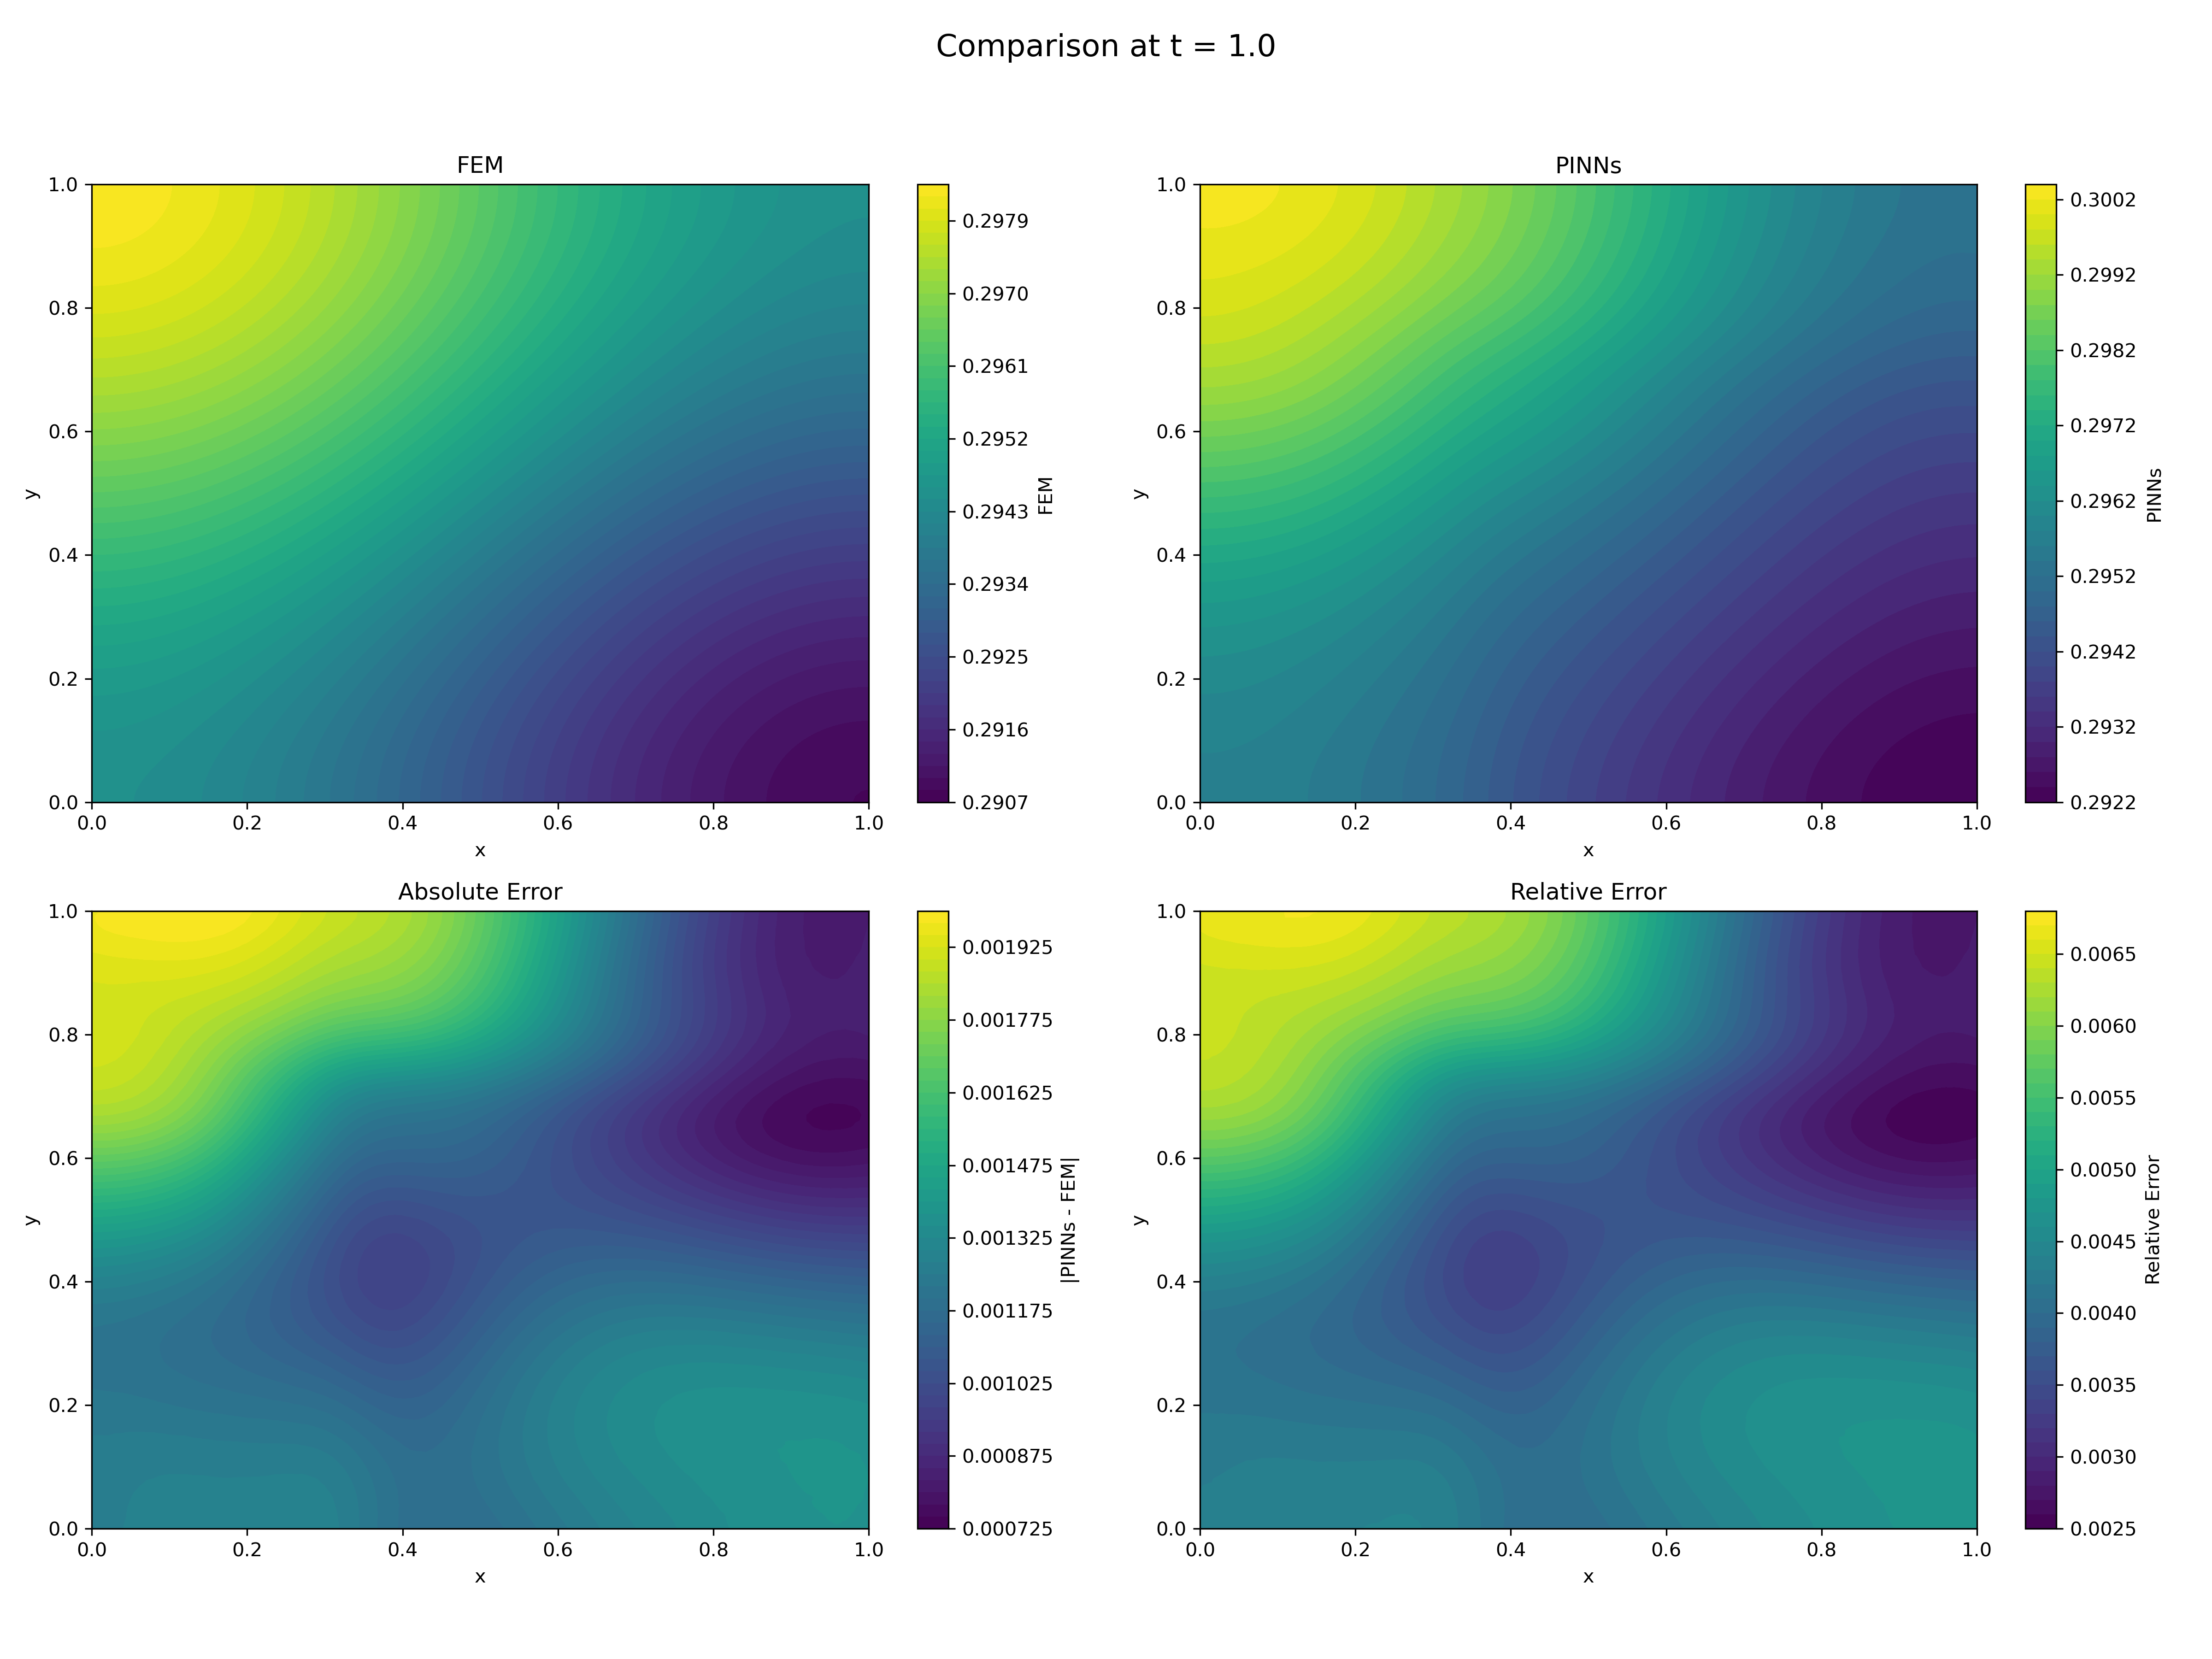 Comparison at t = 1.0
FEM
1.0
0.8
0.6
0.4
0.2
0.0
y
0.0 0.2 0.4 0.6 0.8 1.0
x
0.2979
0.2970
0.2961
0.2952
0.2943
0.2934
0.2925
0.2916
0.2907
FEM
PINNs
1.0
0.8
0.6
0.4
0.2
0.0
y
0.0 0.2 0.4 0.6 0.8 1.0
x
0.3002
0.2992
0.2982
0.2972
0.2962
0.2952
0.2942
0.2932
0.2922
PINNs
Absolute Error
1.0
0.8
0.6
0.4
0.2
0.0
y
0.0 0.2 0.4 0.6 0.8 1.0
x
0.001925
0.001775
0.001625
0.001475
0.001325
0.001175
0.001025
0.000875
0.000725
|PINNs - FEM|
Relative Error
1.0
0.8
0.6
0.4
0.2
0.0
y
0.0 0.2 0.4 0.6 0.8 1.0
x
0.0065
0.0060
0.0055
0.0050
0.0045
0.0040
0.0035
0.0030
0.0025
Relative Error